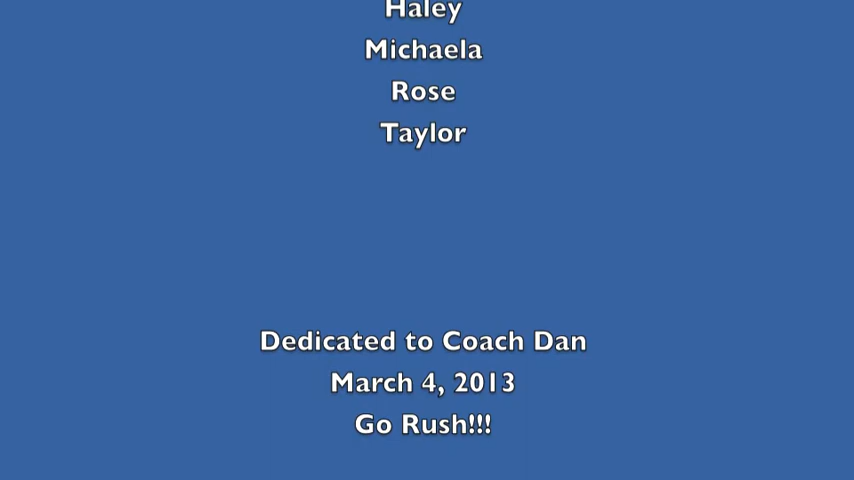 Haley
Michaela
Rose
Taylor
Dedicated to Coach Dan
March 4, 2013
Go Rush!!!